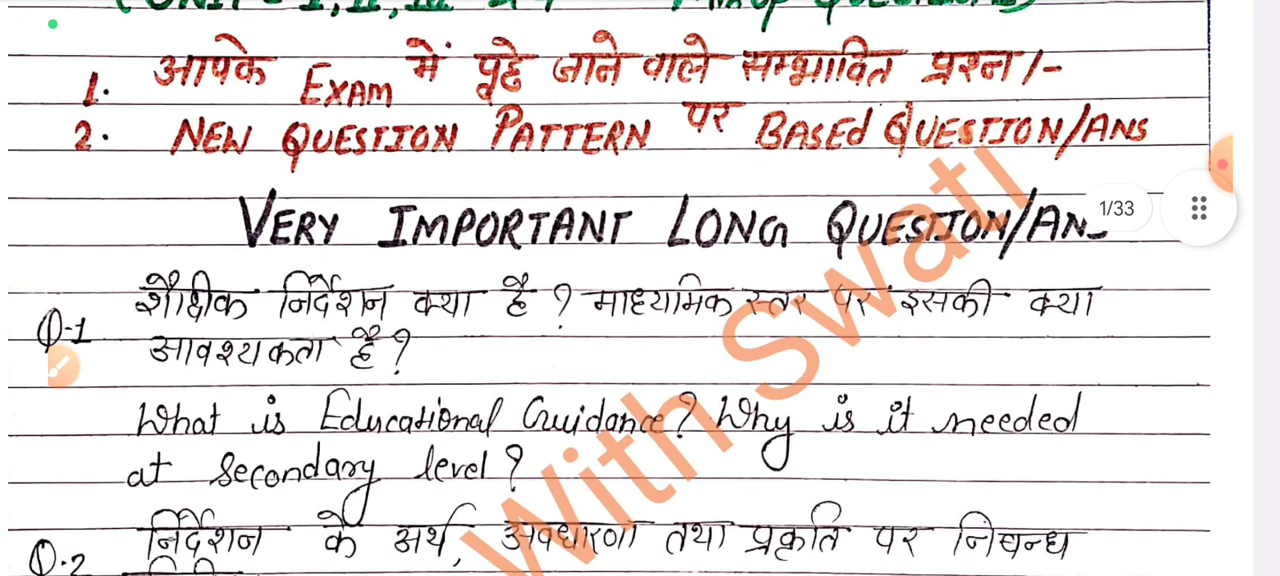 1. आपके EXAM में पूछे जाने वाले सम्भावित प्रश्न/-
2. NEW QUESTION PATTERN पर BASEd QUESTION/ANS
VERY IMPORTANT LONG QUESTION/AN
1/33
Q-1 शैक्षीक निर्देशन क्या है ? माध्यमिक स्तर पर इसकी क्या
आवश्यकता है ?
What is Educational Guidance? Why is it needed
at Secondary level ?
Q.2 निर्देशन के अर्थ, अवधारणा तथा प्रकृति पर निबन्ध
With Swati